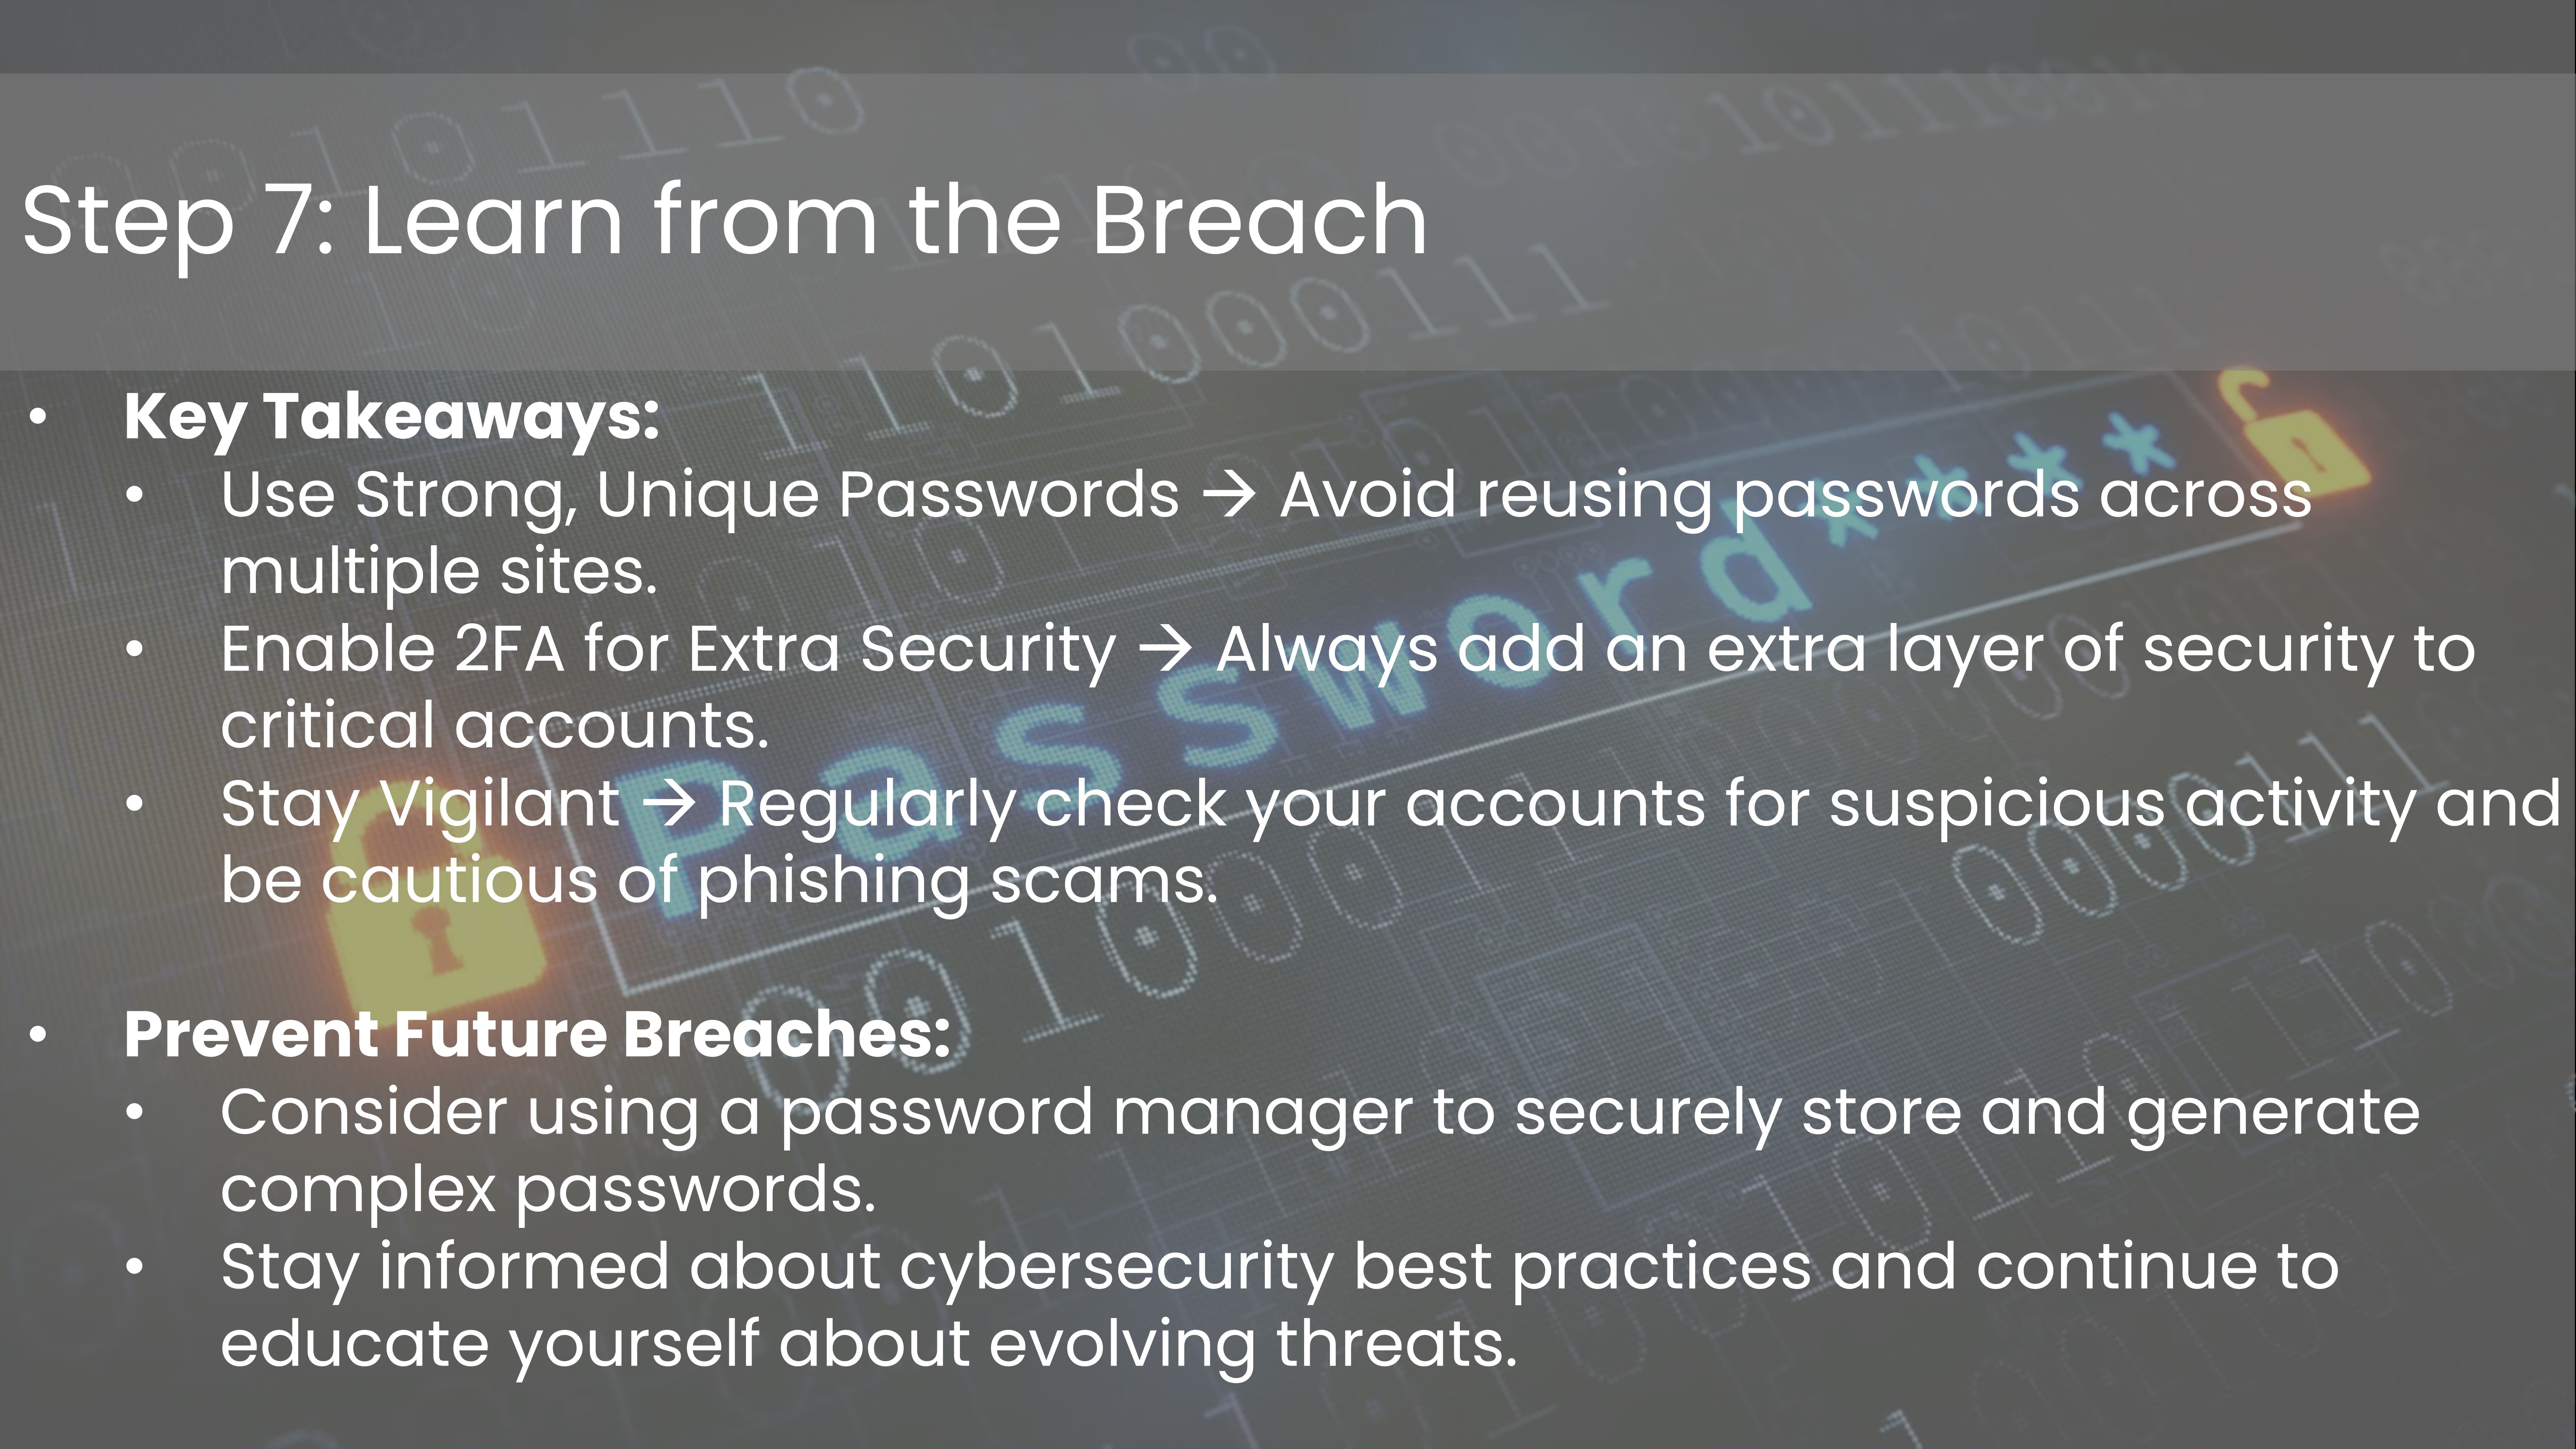 Step 7: Learn from the Breach
• Key Takeaways:
• Use Strong, Unique Passwords → Avoid reusing passwords across
multiple sites.
• Enable 2FA for Extra Security → Always add an extra layer of security to
critical accounts.
• Stay Vigilant → Regularly check your accounts for suspicious activity and
be cautious of phishing scams.
• Prevent Future Breaches:
• Consider using a password manager to securely store and generate
complex passwords.
• Stay informed about cybersecurity best practices and continue to
educate yourself about evolving threats.
Password****